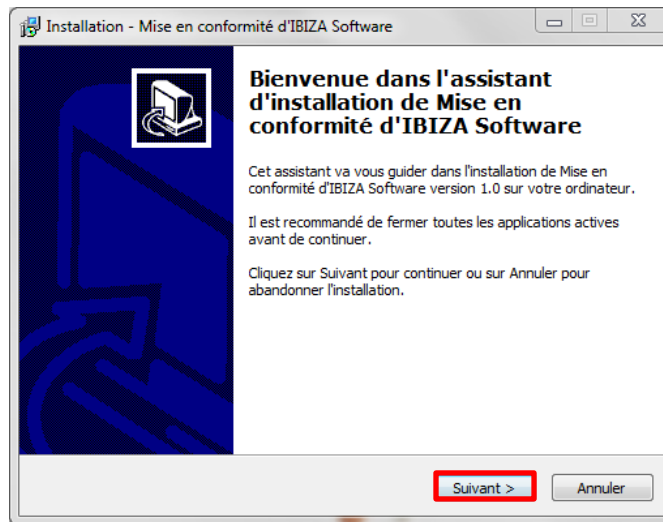 Installation - Mise en conformité d'IBIZA Software
Bienvenue dans l'assistant
d'installation de Mise en
conformité d'IBIZA Software
Cet assistant va vous guider dans l'installation de Mise en
conformité d'IBIZA Software version 1.0 sur votre ordinateur.
Il est recommandé de fermer toutes les applications actives
avant de continuer.
Cliquez sur Suivant pour continuer ou sur Annuler pour
abandonner l'installation.
Suivant >
Annuler